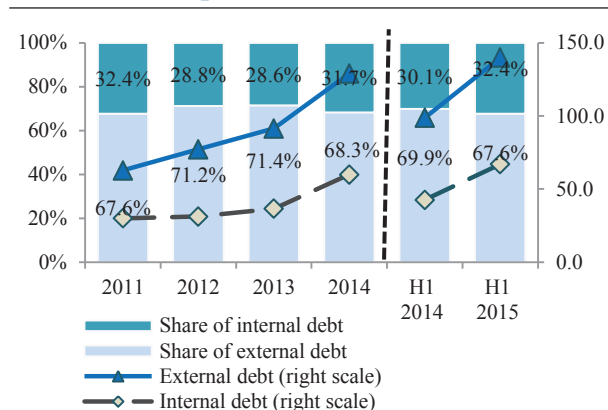 100% 150.0
32.4% 28.8% 28.6% 31.7% 30.1% 32.4%
80%
100.0
60%
67.6% 71.2% 71.4% 68.3% 69.9% 67.6%
40% 50.0
20%
0% 0.0
2011 2012 2013 2014 H1 2014 H1 2015
Share of internal debt
Share of external debt
External debt (right scale)
Internal debt (right scale)